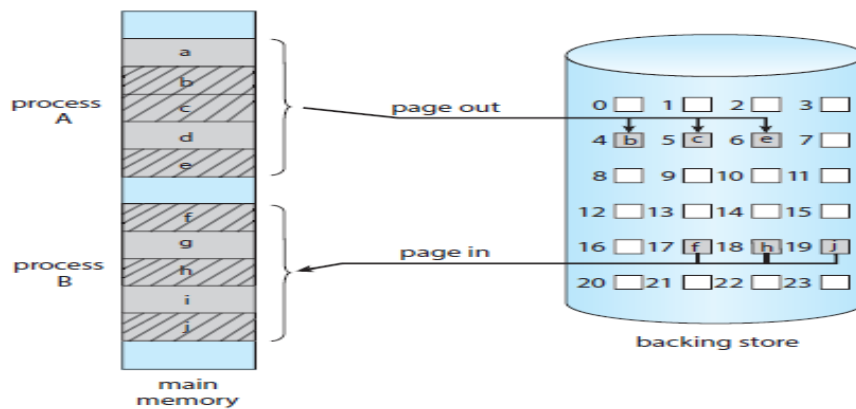 process
A
a
b
c
d
e
process
B
f
g
h
i
j
main
memory
page out
page in
0 1 2 3
4 b 5 c 6 e 7
8 9 10 11
12 13 14 15
16 17 f 18 h 19 j
20 21 22 23
backing store